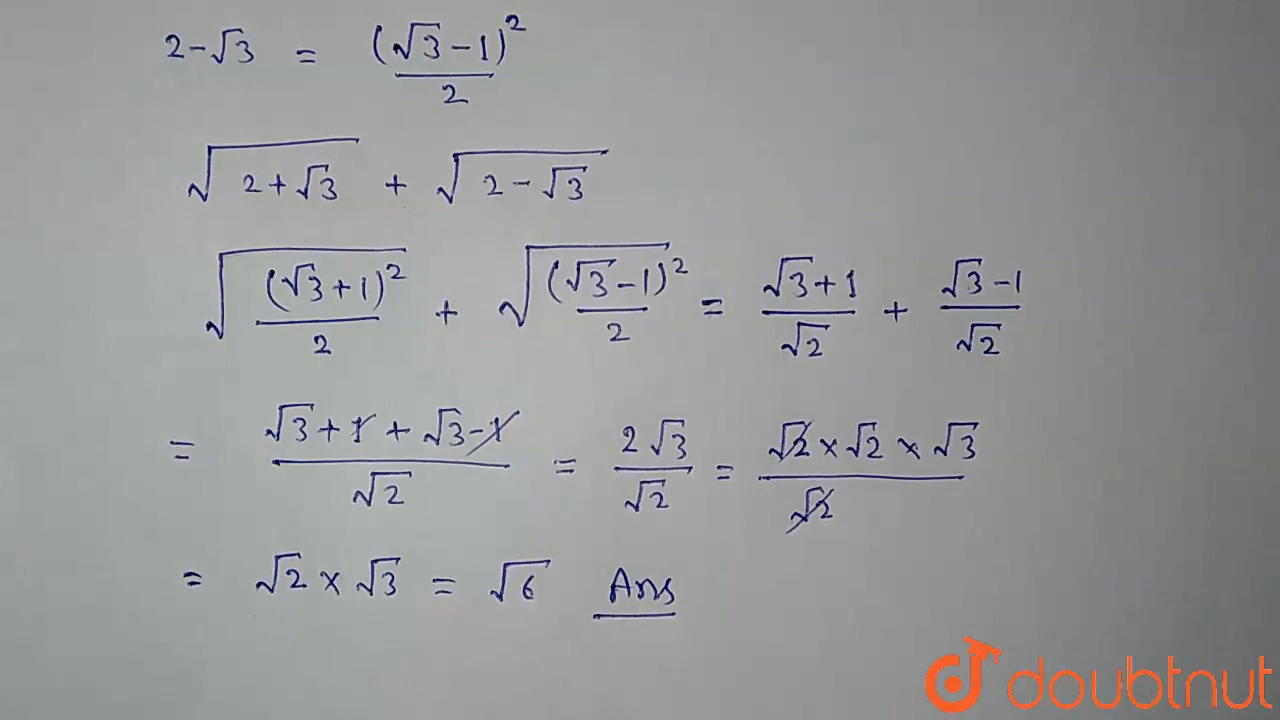 2-√3 = (√3-1)²/2
√(2+√3) + √(2-√3)
√((√3+1)²/2) + √((√3-1)²/2) = (√3+1)/√2 + (√3-1)/√2
= (√3+1+√3-1)/√2 = 2√3/√2 = (√2×√2×√3)/√2
= √2×√3 = √6 Ans
doubtnut